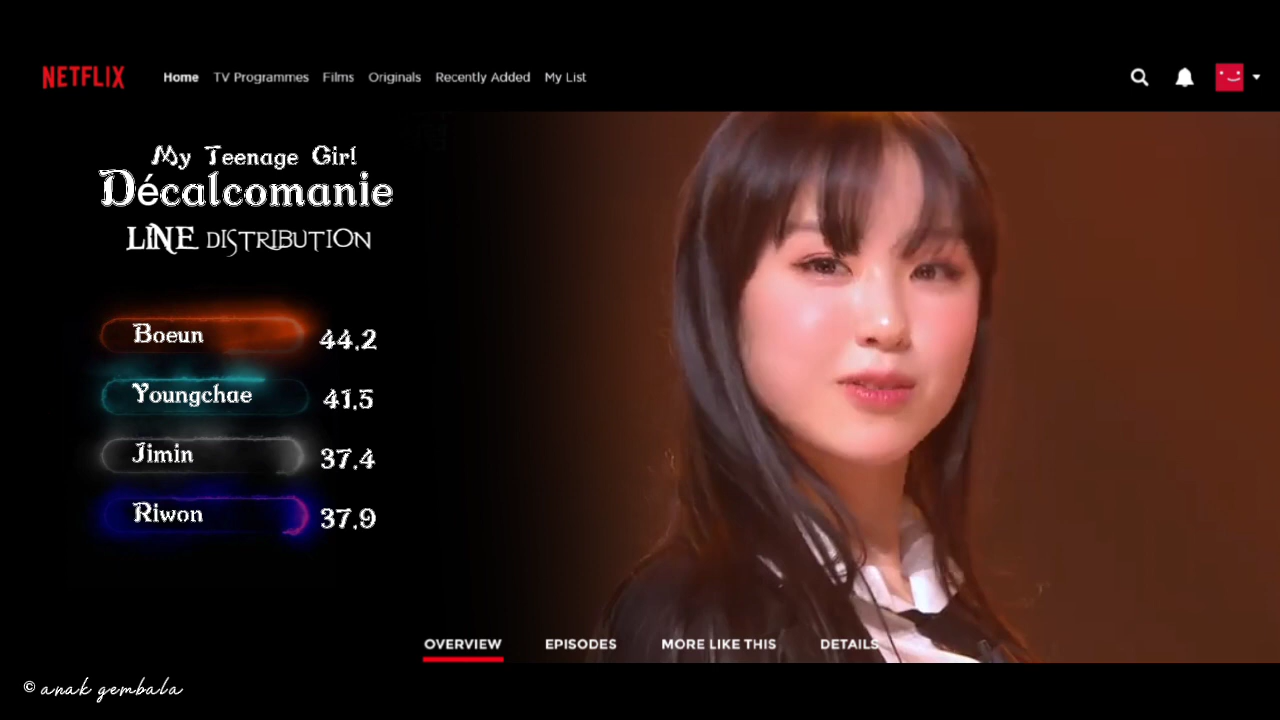 NETFLIX Home TV Programmes Films Originals Recently Added My List
My Teenage Girl
Décalcomanie
LINE DISTRIBUTION
Boeun 44.2
Youngchae 41.5
Jimin 37.4
Riwon 37.9
OVERVIEW EPISODES MORE LIKE THIS DETAILS
© anak gembala